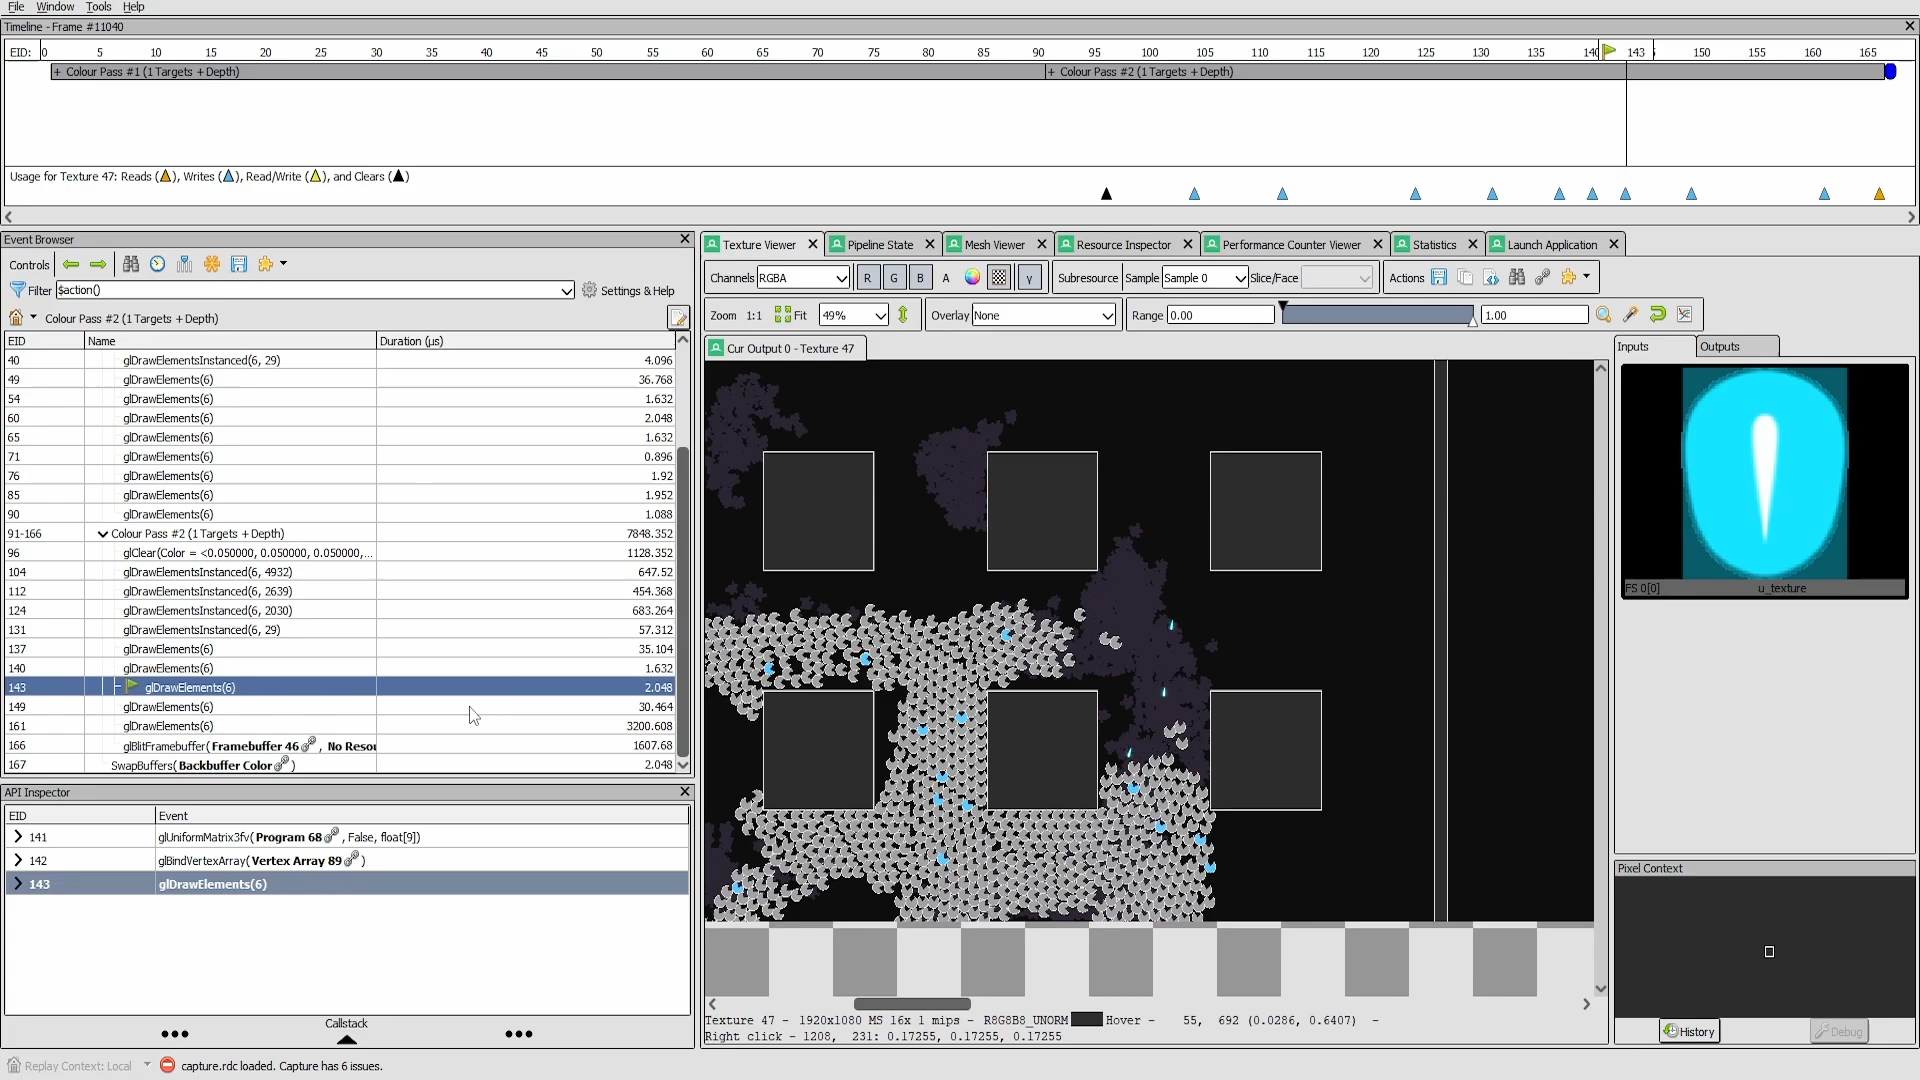 File Window Tools Help
Timeline - Frame #11040
EID: 0 5 10 15 20 25 30 35 40 45 50 55 60 65 70 75 80 85 90 95 100 105 110 115 120 125 130 135 140 143 150 155 160 165
+ Colour Pass #1 (1 Targets + Depth) + Colour Pass #2 (1 Targets + Depth)
Usage for Texture 47: Reads ( ), Writes ( ), Read/Write ( ), and Clears ( )
Event Browser
Controls
Filter $action() Settings & Help
Colour Pass #2 (1 Targets + Depth)
EID Name Duration (µs)
40 glDrawElementsInstanced(6, 29) 4.096
49 glDrawElements(6) 36.768
54 glDrawElements(6) 1.632
60 glDrawElements(6) 2.048
65 glDrawElements(6) 1.632
71 glDrawElements(6) 0.896
76 glDrawElements(6) 1.92
85 glDrawElements(6) 1.952
90 glDrawElements(6) 1.088
91-166 Colour Pass #2 (1 Targets + Depth) 7848.352
96 glClear(Color = <0.050000, 0.050000, 0.050000,... 1128.352
104 glDrawElementsInstanced(6, 4932) 647.52
112 glDrawElementsInstanced(6, 2639) 454.368
124 glDrawElementsInstanced(6, 2030) 683.264
131 glDrawElementsInstanced(6, 29) 57.312
137 glDrawElements(6) 35.104
140 glDrawElements(6) 1.632
143 glDrawElements(6) 2.048
149 glDrawElements(6) 30.464
161 glDrawElements(6) 3200.608
166 glBlitFramebuffer( Framebuffer 46 , No Resou 1607.68
167 SwapBuffers( Backbuffer Color ) 2.048
API Inspector
EID Event
141 glUniformMatrix3fv( Program 68 , False, float[9])
142 glBindVertexArray( Vertex Array 89 )
143 glDrawElements(6)
Callstack
Texture Viewer Pipeline State Mesh Viewer Resource Inspector Performance Counter Viewer Statistics Launch Application
Channels RGBA R G B A γ Subresource Sample Sample 0 Slice/Face Actions
Zoom 1:1 Fit 49% Overlay None Range 0.00 1.00
Cur Output 0 - Texture 47
Inputs Outputs
FS 0[0] u_texture
Pixel Context
History Debug
Texture 47 - 1920x1080 MS 16x 1 mips - R8G8B8_UNORM Hover - 55, 692 (0.0286, 0.6407) -
Right click - 1208, 231: 0.17255, 0.17255, 0.17255
Replay Context: Local capture.rdc loaded. Capture has 6 issues.